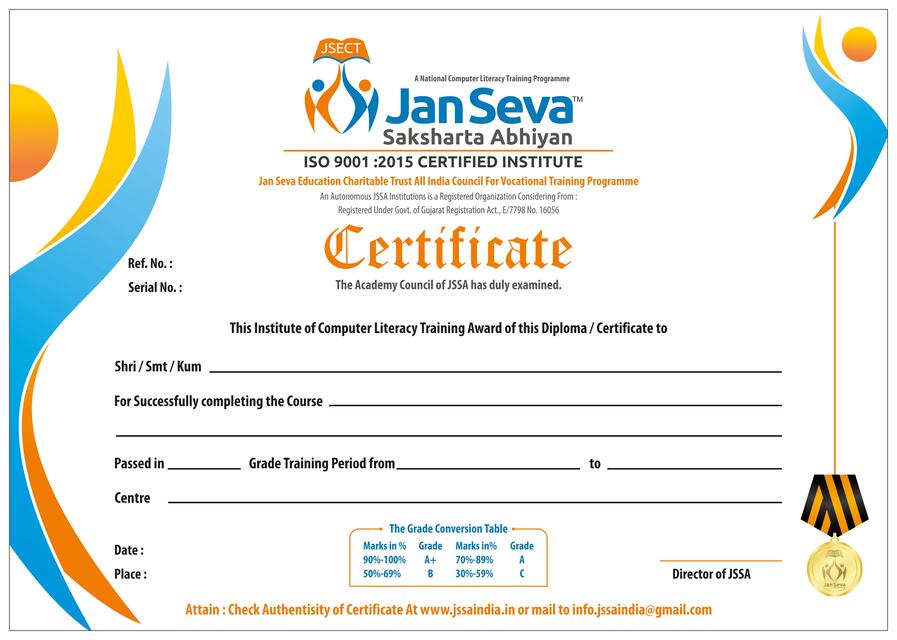 JSECT
A National Computer Literacy Training Programme
Jan Seva™
Saksharta Abhiyan
ISO 9001 :2015 CERTIFIED INSTITUTE
Jan Seva Education Charitable Trust All India Council For Vocational Training Programme
An Autonomous JSSA Institutions is a Registered Organization Considering From :
Registered Under Govt. of Gujarat Registration Act., E/7798 No. 16056
Certificate
Ref. No. :
The Academy Council of JSSA has duly examined.
Serial No. :
This Institute of Computer Literacy Training Award of this Diploma / Certificate to
Shri / Smt / Kum
For Successfully completing the Course
Passed in Grade Training Period from to
Centre
The Grade Conversion Table
Marks in % Grade Marks in% Grade
90%-100% A+ 70%-89% A
50%-69% B 30%-59% C
Date :
Place :
Director of JSSA
Attain : Check Authentisity of Certificate At www.jssaindia.in or mail to info.jssaindia@gmail.com